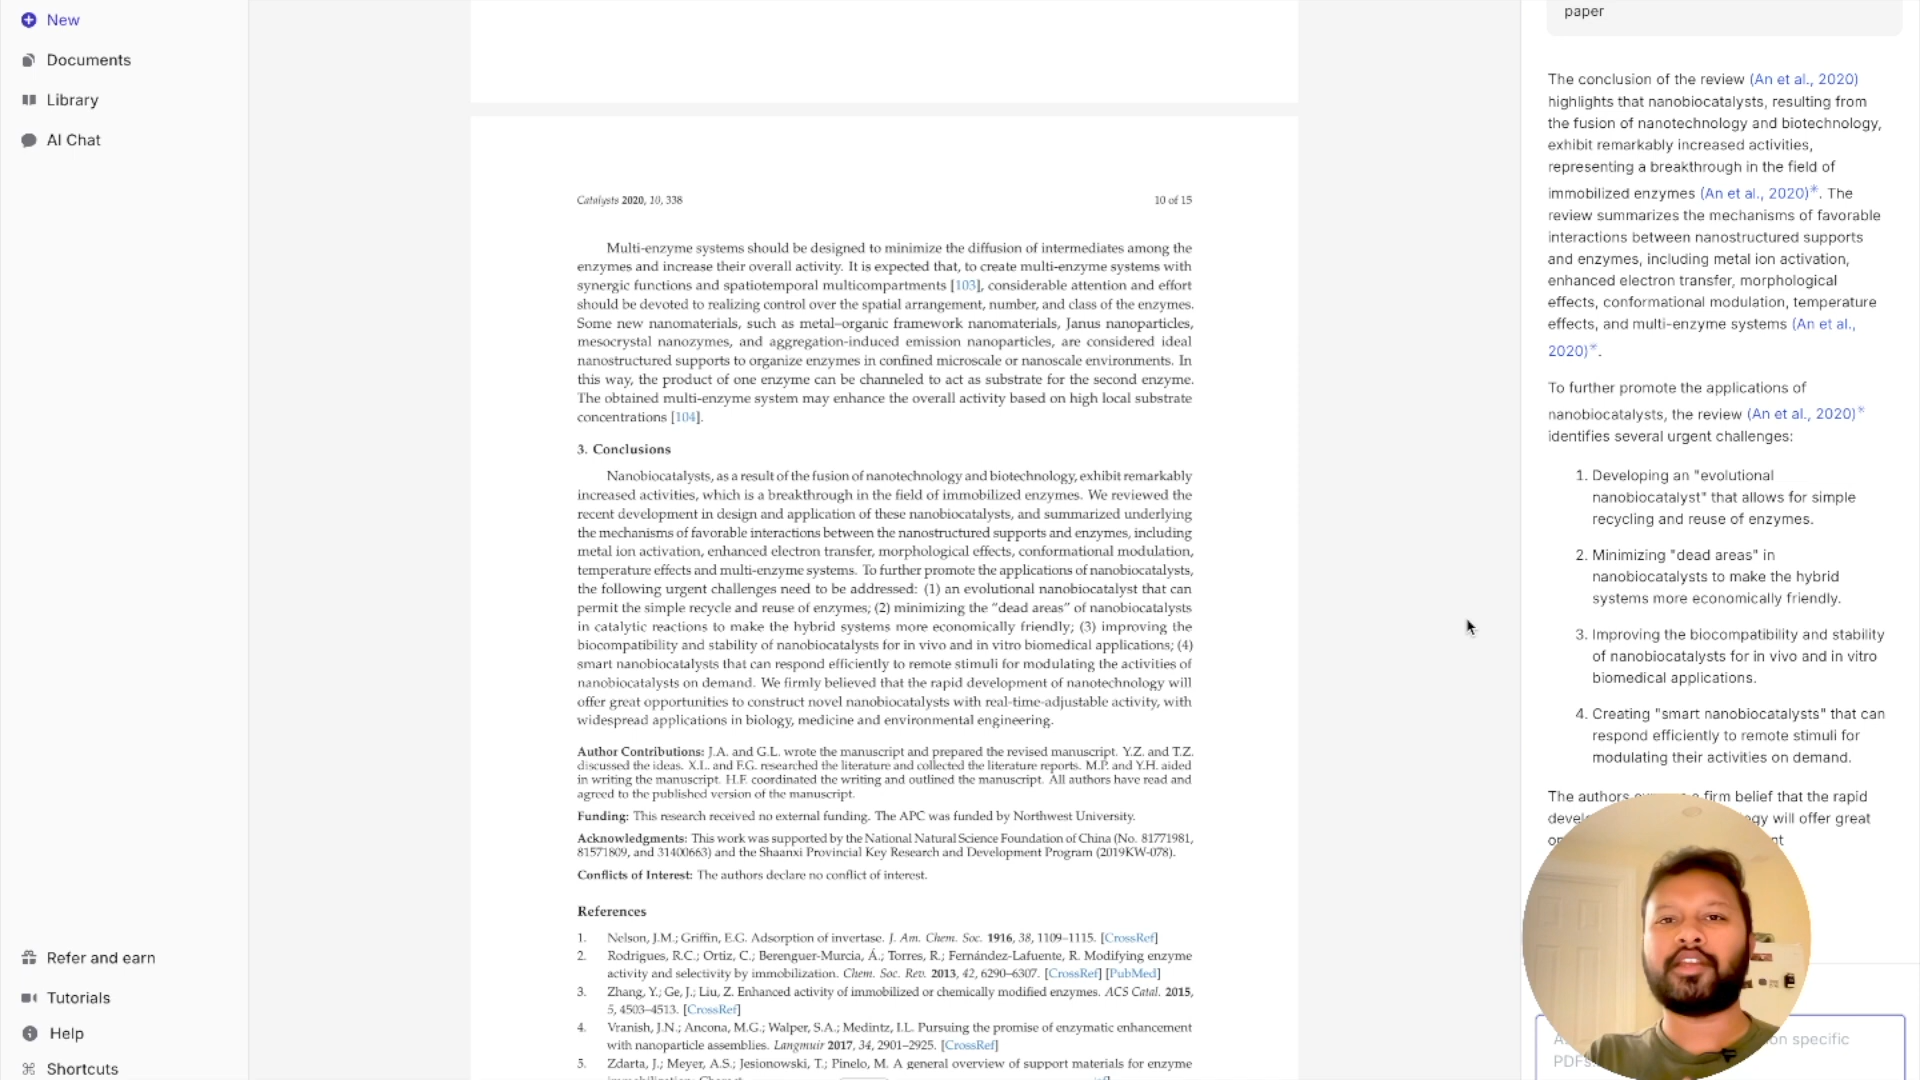 New
Documents
Library
AI Chat
Refer and earn
Tutorials
Help
Shortcuts
Catalysts 2020, 10, 338
10 of 15
Multi-enzyme systems should be designed to minimize the diffusion of intermediates among the
enzymes and increase their overall activity. It is expected that, to create multi-enzyme systems with
synergic functions and spatiotemporal multicompartments [103], considerable attention and effort
should be devoted to realizing control over the spatial arrangement, number, and class of the enzymes.
Some new nanomaterials, such as metal–organic framework nanomaterials, Janus nanoparticles,
mesocrystal nanozymes, and aggregation-induced emission nanoparticles, are considered ideal
nanostructured supports to organize enzymes in confined microscale or nanoscale environments. In
this way, the product of one enzyme can be channeled to act as substrate for the second enzyme.
The obtained multi-enzyme system may enhance the overall activity based on high local substrate
concentrations [104].
3. Conclusions
Nanobiocatalysts, as a result of the fusion of nanotechnology and biotechnology, exhibit remarkably
increased activities, which is a breakthrough in the field of immobilized enzymes. We reviewed the
recent development in design and application of these nanobiocatalysts, and summarized underlying
the mechanisms of favorable interactions between the nanostructured supports and enzymes, including
metal ion activation, enhanced electron transfer, morphological effects, conformational modulation,
temperature effects and multi-enzyme systems. To further promote the applications of nanobiocatalysts,
the following urgent challenges need to be addressed: (1) an evolutional nanobiocatalyst that can
permit the simple recycle and reuse of enzymes; (2) minimizing the “dead areas” of nanobiocatalysts
in catalytic reactions to make the hybrid systems more economically friendly; (3) improving the
biocompatibility and stability of nanobiocatalysts for in vivo and in vitro biomedical applications; (4)
smart nanobiocatalysts that can respond efficiently to remote stimuli for modulating the activities of
nanobiocatalysts on demand. We firmly believed that the rapid development of nanotechnology will
offer great opportunities to construct novel nanobiocatalysts with real-time-adjustable activity, with
widespread applications in biology, medicine and environmental engineering.
Author Contributions: J.A. and G.L. wrote the manuscript and prepared the revised manuscript. Y.Z. and T.Z.
discussed the ideas. X.L. and F.G. researched the literature and collected the literature reports. M.P. and Y.H. aided
in writing the manuscript. H.F. coordinated the writing and outlined the manuscript. All authors have read and
agreed to the published version of the manuscript.
Funding: This research received no external funding. The APC was funded by Northwest University.
Acknowledgments: This work was supported by the National Natural Science Foundation of China (No. 81771981,
81571809, and 31400663) and the Shaanxi Provincial Key Research and Development Program (2019KW-078).
Conflicts of Interest: The authors declare no conflict of interest.
References
1. Nelson, J.M.; Griffin, E.G. Adsorption of invertase. J. Am. Chem. Soc. 1916, 38, 1109–1115. [CrossRef]
2. Rodrigues, R.C.; Ortiz, C.; Berenguer-Murcia, Á.; Torres, R.; Fernández-Lafuente, R. Modifying enzyme
activity and selectivity by immobilization. Chem. Soc. Rev. 2013, 42, 6290–6307. [CrossRef] [PubMed]
3. Zhang, Y.; Ge, J.; Liu, Z. Enhanced activity of immobilized or chemically modified enzymes. ACS Catal. 2015,
5, 4503–4513. [CrossRef]
4. Vranish, J.N.; Ancona, M.G.; Walper, S.A.; Medintz, I.L. Pursuing the promise of enzymatic enhancement
with nanoparticle assemblies. Langmuir 2017, 34, 2901–2925. [CrossRef]
5. Zdarta, J.; Meyer, A.S.; Jesionowski, T.; Pinelo, M. A general overview of support materials for enzyme
paper
The conclusion of the review (An et al., 2020)
highlights that nanobiocatalysts, resulting from
the fusion of nanotechnology and biotechnology,
exhibit remarkably increased activities,
representing a breakthrough in the field of
immobilized enzymes (An et al., 2020)*. The
review summarizes the mechanisms of favorable
interactions between nanostructured supports
and enzymes, including metal ion activation,
enhanced electron transfer, morphological
effects, conformational modulation, temperature
effects, and multi-enzyme systems (An et al.,
2020)*.
To further promote the applications of
nanobiocatalysts, the review (An et al., 2020)*
identifies several urgent challenges:
1. Developing an "evolutional
nanobiocatalyst" that allows for simple
recycling and reuse of enzymes.
2. Minimizing "dead areas" in
nanobiocatalysts to make the hybrid
systems more economically friendly.
3. Improving the biocompatibility and stability
of nanobiocatalysts for in vivo and in vitro
biomedical applications.
4. Creating "smart nanobiocatalysts" that can
respond efficiently to remote stimuli for
modulating their activities on demand.
The authors firm belief that the rapid
will offer great
on specific
PDFs